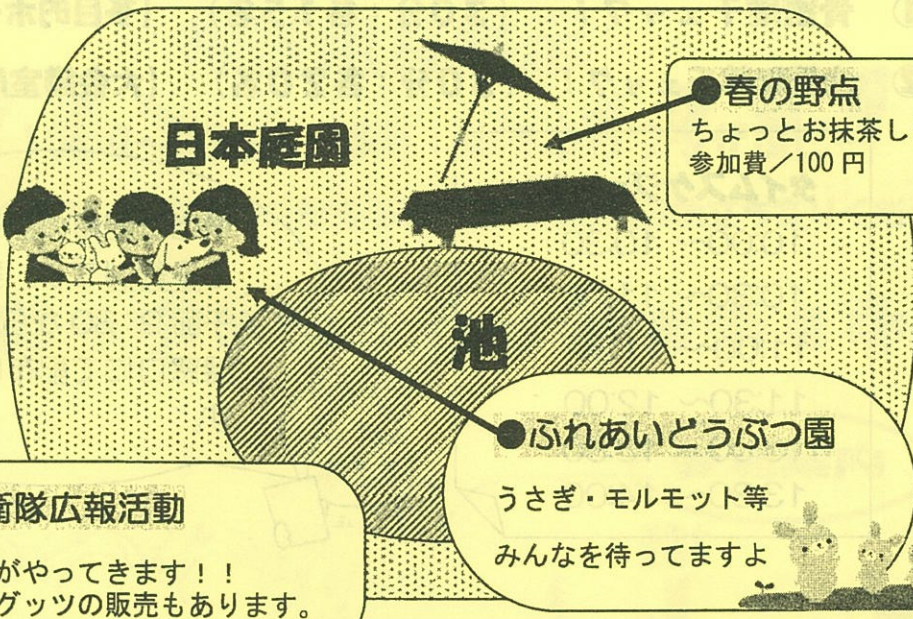 日本庭園
●春の野点
ちょっとお抹茶し
参加費／100円
池
●ふれあいどうぶつ園
うさぎ・モルモット等
みんなを待ってますよ
衛隊広報活動
がやってきます！！
グッツの販売もあります。